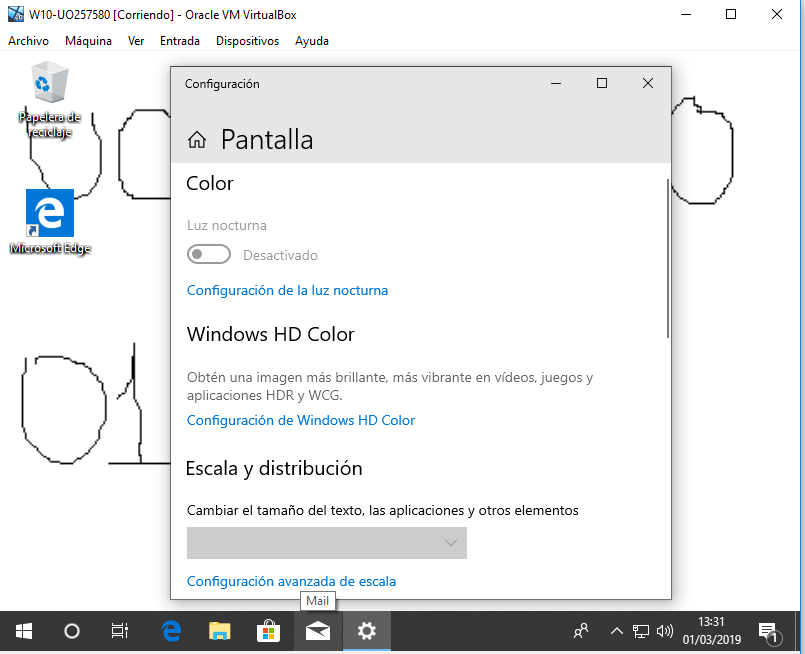 W10-UO257580 [Corriendo] - Oracle VM VirtualBox
Archivo Máquina Ver Entrada Dispositivos Ayuda
Papelera de
reciclaje
Microsoft Edge
Configuración
Pantalla
Color
Luz nocturna
Desactivado
Configuración de la luz nocturna
Windows HD Color
Obtén una imagen más brillante, más vibrante en vídeos, juegos y
aplicaciones HDR y WCG.
Configuración de Windows HD Color
Escala y distribución
Cambiar el tamaño del texto, las aplicaciones y otros elementos
Configuración avanzada de escala
Mail
13:31
01/03/2019
1